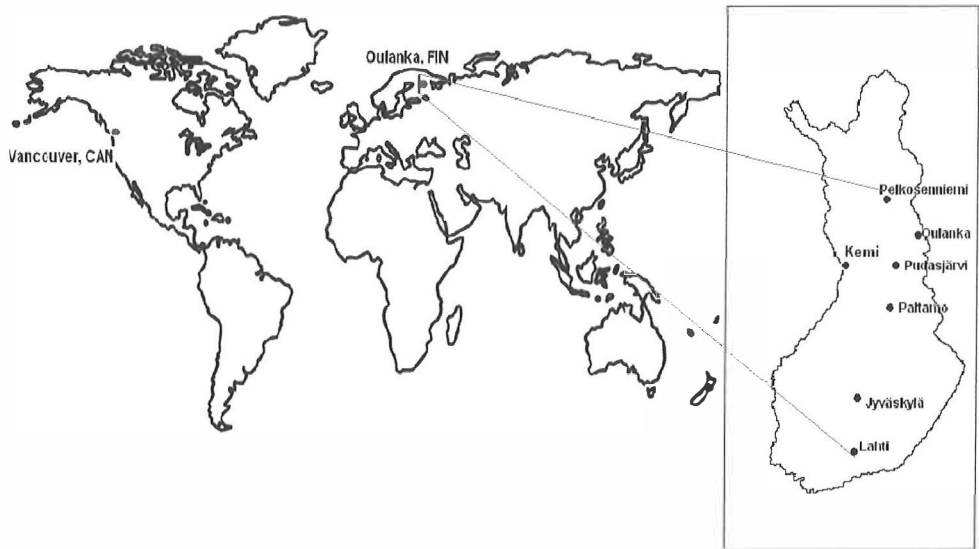 Oulanka, FIN
Vancouver, CAN
Pelkosenniemi
Oulanka
Kemi
Pudasjärvi
Paltamo
Jyväskylä
Lahti